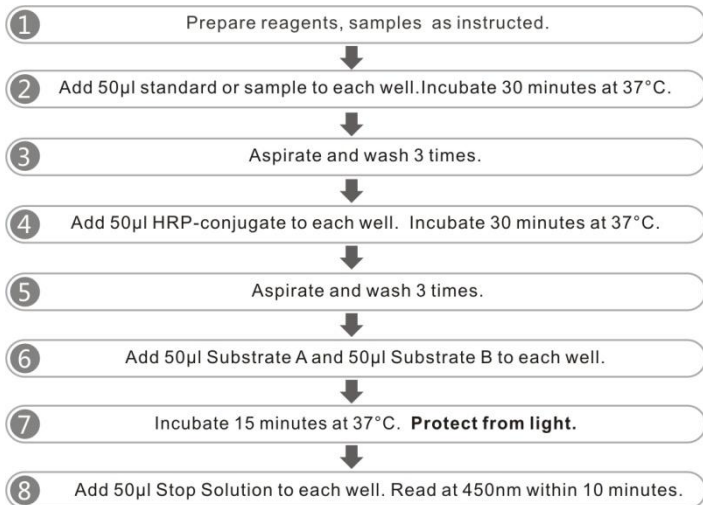 1 Prepare reagents, samples as instructed.
2 Add 50µl standard or sample to each well.Incubate 30 minutes at 37°C.
3 Aspirate and wash 3 times.
4 Add 50µl HRP-conjugate to each well. Incubate 30 minutes at 37°C.
5 Aspirate and wash 3 times.
6 Add 50µl Substrate A and 50µl Substrate B to each well.
7 Incubate 15 minutes at 37°C. Protect from light.
8 Add 50µl Stop Solution to each well. Read at 450nm within 10 minutes.